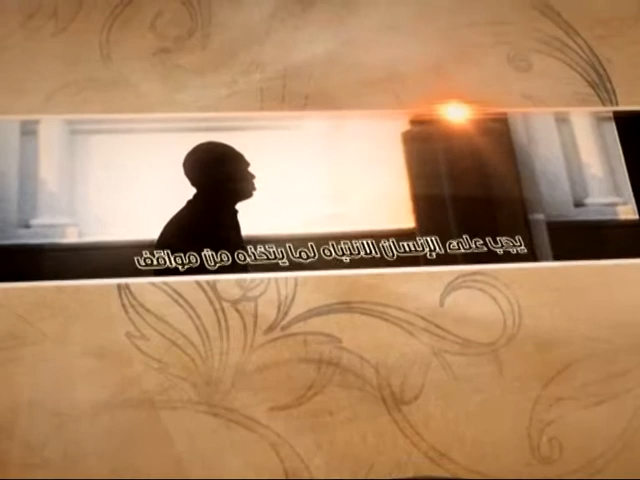 يجب على الإنسان الانتباه لما يتخذه من مواقف